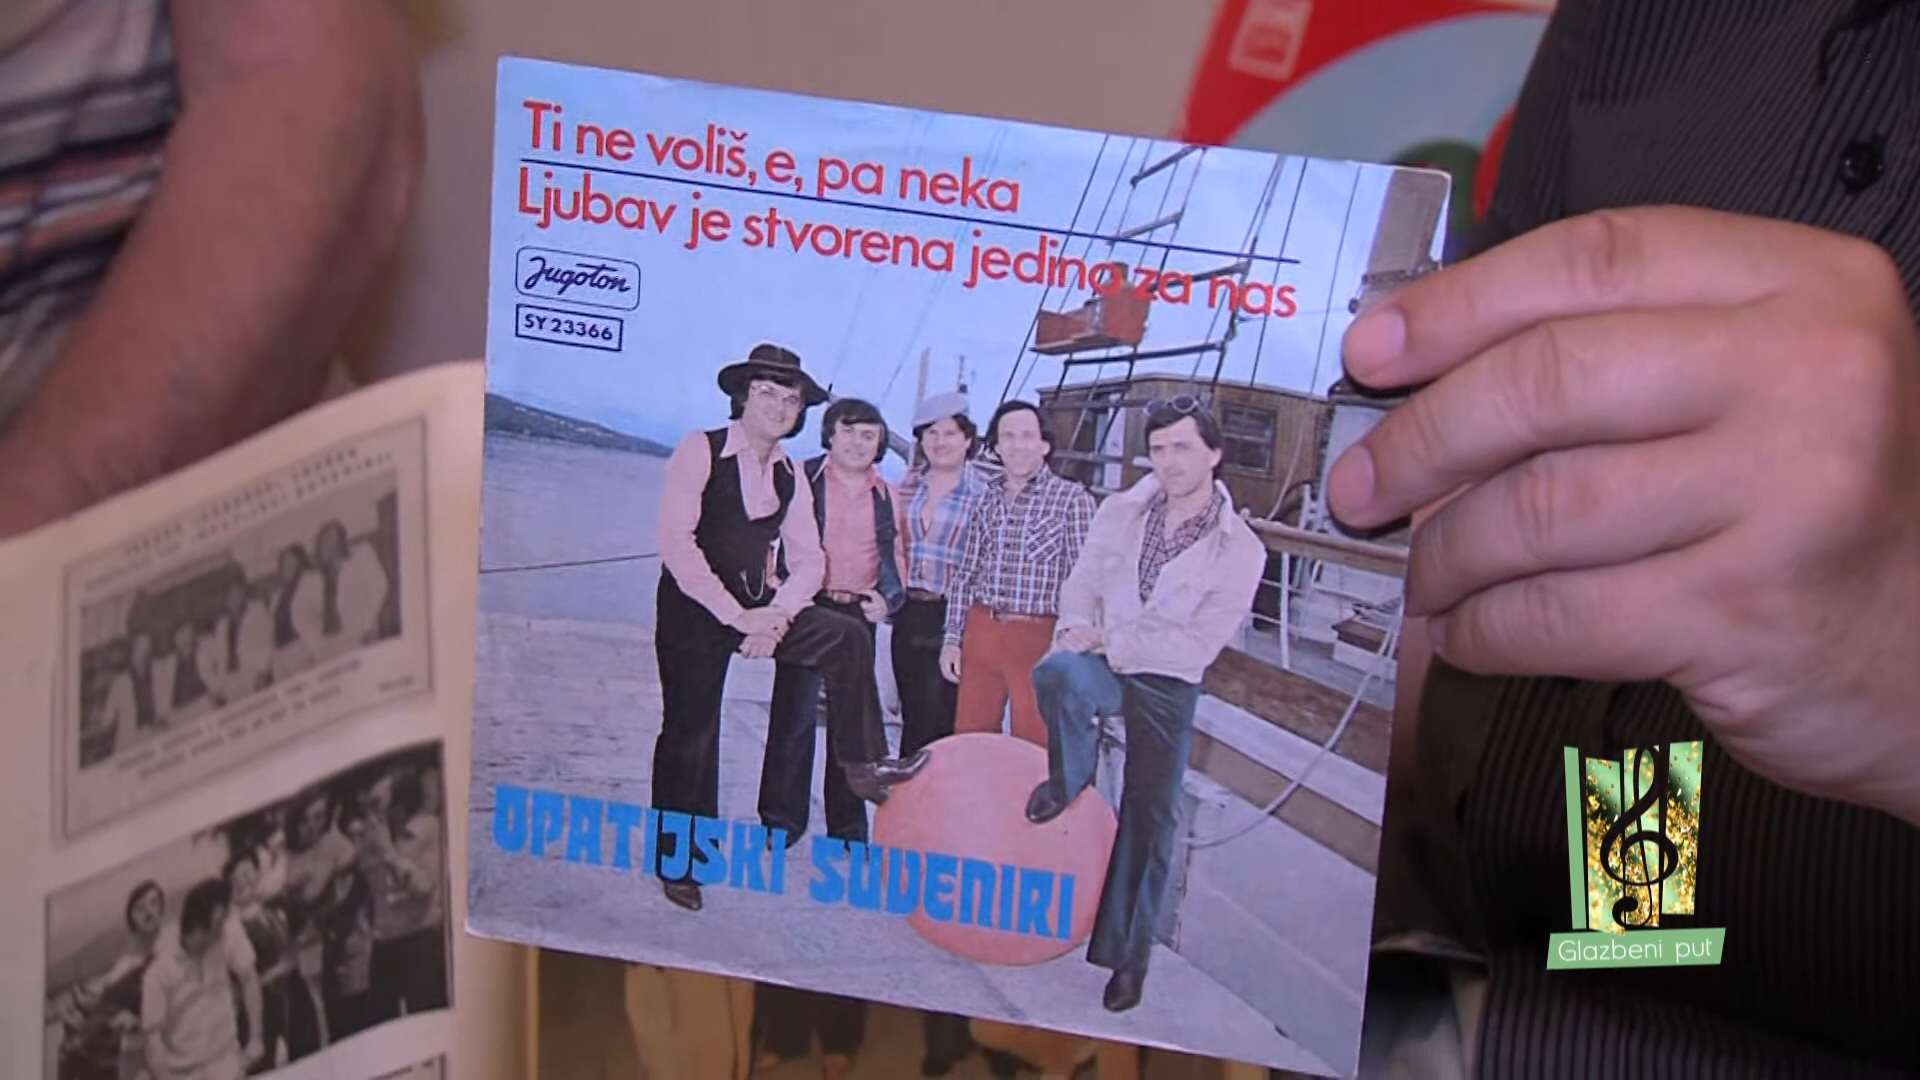 Ti ne voliš, e, pa neka
Ljubav je stvorena jedino za nas
Jugoton
SY 23366
OPATIJSKI SUVENIRI
Glazbeni put